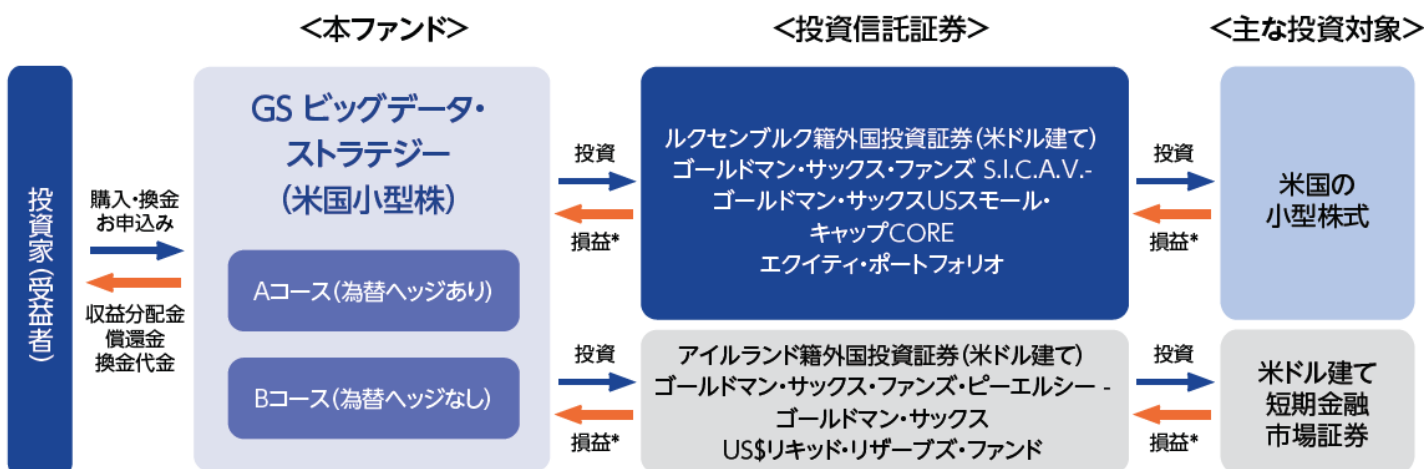 <本ファンド>
<投資信託証券>
<主な投資対象>
投資家(受益者)
購入・換金
お申込み
収益分配金
償還金
換金代金
GS ビッグデータ・
ストラテジー
(米国小型株)
Aコース(為替ヘッジあり)
Bコース(為替ヘッジなし)
投資
損益*
投資
損益*
ルクセンブルク籍外国投資証券(米ドル建て)
ゴールドマン・サックス・ファンズ S.I.C.A.V.-
ゴールドマン・サックスUSスモール・
キャップCORE
エクイティ・ポートフォリオ
アイルランド籍外国投資証券(米ドル建て)
ゴールドマン・サックス・ファンズ・ピーエルシー -
ゴールドマン・サックス
US$リキッド・リザーブズ・ファンド
投資
損益*
投資
損益*
米国の
小型株式
米ドル建て
短期金融
市場証券